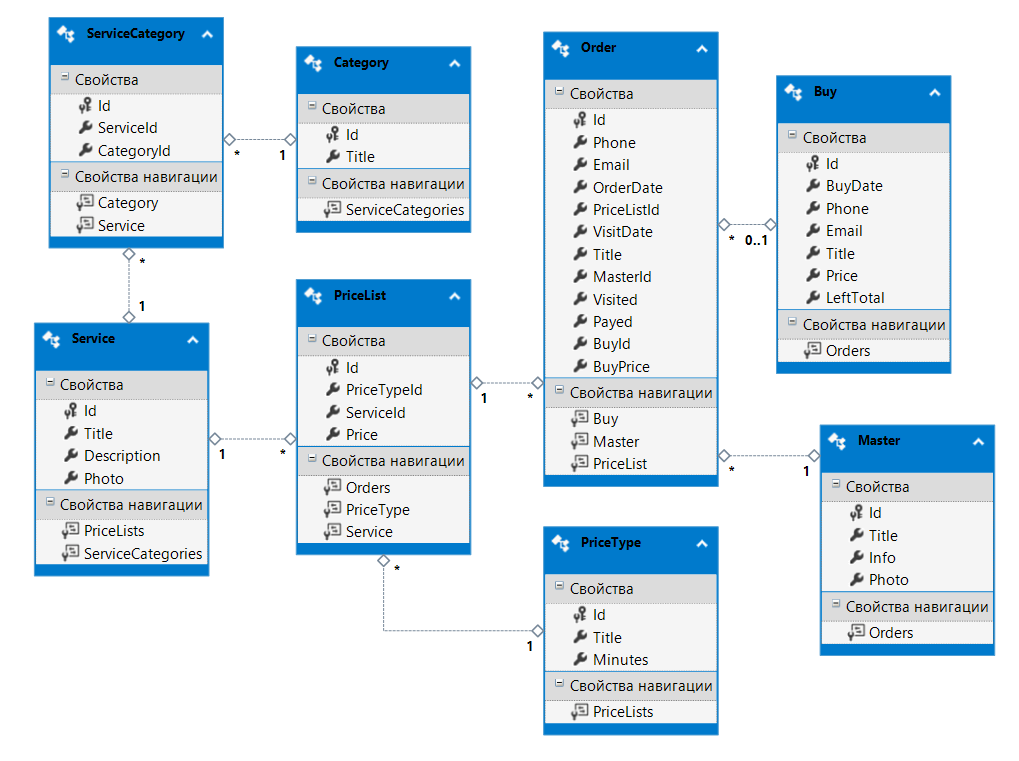 ServiceCategory
Свойства
Id
ServiceId
CategoryId
Свойства навигации
Category
Service
*
1
Category
Свойства
Id
Title
Свойства навигации
ServiceCategories
*
1
Service
Свойства
Id
Title
Description
Photo
Свойства навигации
PriceLists
ServiceCategories
1
*
PriceList
Свойства
Id
PriceTypeId
ServiceId
Price
Свойства навигации
Orders
PriceType
Service
1
*
*
1
Order
Свойства
Id
Phone
Email
OrderDate
PriceListId
VisitDate
Title
MasterId
Visited
Payed
BuyId
BuyPrice
Свойства навигации
Buy
Master
PriceList
*
0..1
*
1
PriceType
Свойства
Id
Title
Minutes
Свойства навигации
PriceLists
Buy
Свойства
Id
BuyDate
Phone
Email
Title
Price
LeftTotal
Свойства навигации
Orders
Master
Свойства
Id
Title
Info
Photo
Свойства навигации
Orders